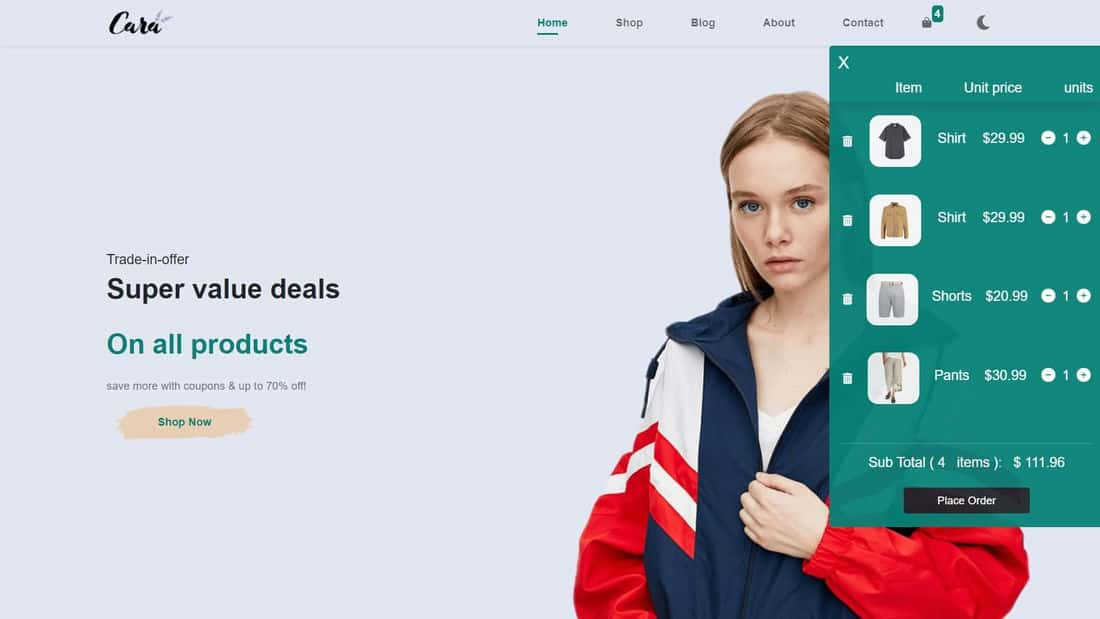 Cara
Home Shop Blog About Contact 4
X
Item Unit price units
Shirt $29.99 1
Shirt $29.99 1
Shorts $20.99 1
Pants $30.99 1
Sub Total ( 4 items ): $ 111.96
Place Order
Trade-in-offer
Super value deals
On all products
save more with coupons & up to 70% off!
Shop Now